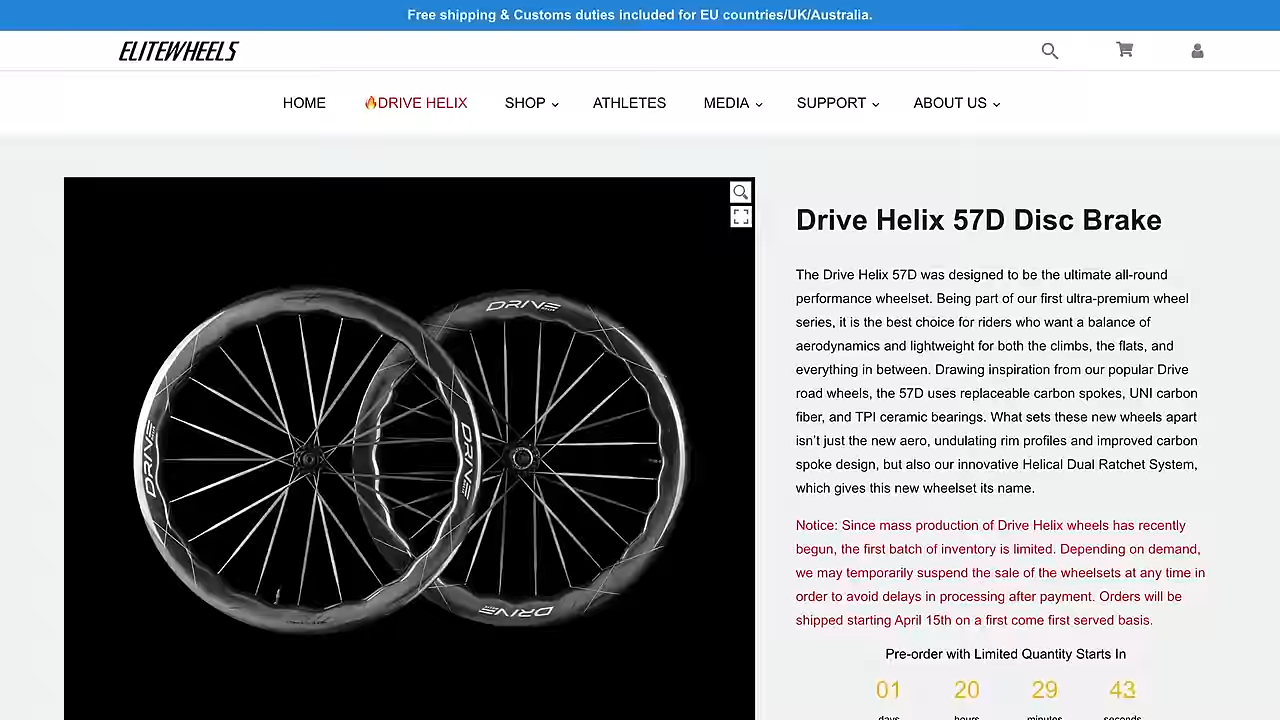 Free shipping & Customs duties included for EU countries/UK/Australia.
ELITEWHEELS
HOME
🔥DRIVE HELIX
SHOP
ATHLETES
MEDIA
SUPPORT
ABOUT US
Drive Helix 57D Disc Brake
The Drive Helix 57D was designed to be the ultimate all-round
performance wheelset. Being part of our first ultra-premium wheel
series, it is the best choice for riders who want a balance of
aerodynamics and lightweight for both the climbs, the flats, and
everything in between. Drawing inspiration from our popular Drive
road wheels, the 57D uses replaceable carbon spokes, UNI carbon
fiber, and TPI ceramic bearings. What sets these new wheels apart
isn't just the new aero, undulating rim profiles and improved carbon
spoke design, but also our innovative Helical Dual Ratchet System,
which gives this new wheelset its name.
Notice: Since mass production of Drive Helix wheels has recently
begun, the first batch of inventory is limited. Depending on demand,
we may temporarily suspend the sale of the wheelsets at any time in
order to avoid delays in processing after payment. Orders will be
shipped starting April 15th on a first come first served basis.
Pre-order with Limited Quantity Starts In
01 20 29 43
days hours minutes seconds
DRIVE
DRIVE
DRIVE
DRIVE